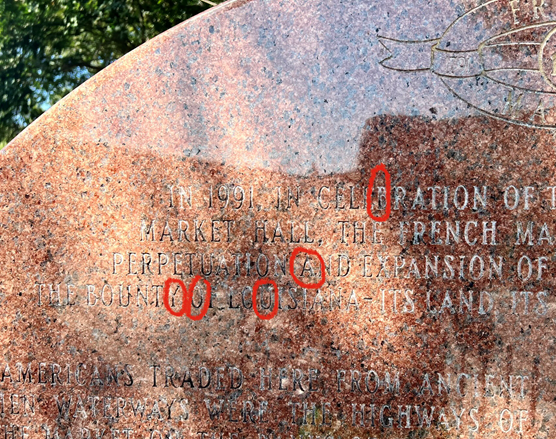 IN 1991, IN CELEBRATION OF T
MARKET HALL, THE FRENCH MA
PERPETUATION AND EXPANSION OF
THE BOUNTY OF LOUISIANA-ITS LAND, ITS
AMERICANS TRADED HERE FROM ANCIENT
HEN WATERWAYS WERE THE HIGHWAYS OF